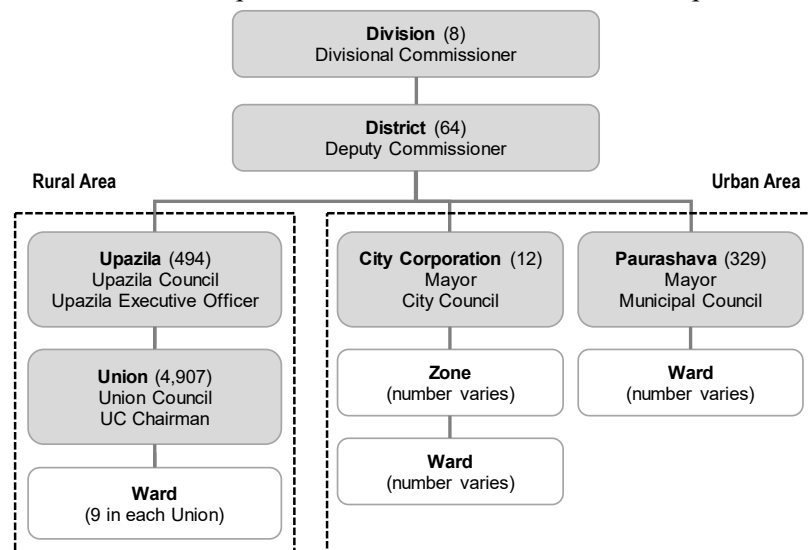 Division (8)
Divisional Commissioner
District (64)
Deputy Commissioner
Rural Area
Urban Area
Upazila (494)
Upazila Council
Upazila Executive Officer
City Corporation (12)
Mayor
City Council
Paurashava (329)
Mayor
Municipal Council
Union (4,907)
Union Council
UC Chairman
Zone
(number varies)
Ward
(number varies)
Ward
(number varies)
Ward
(9 in each Union)